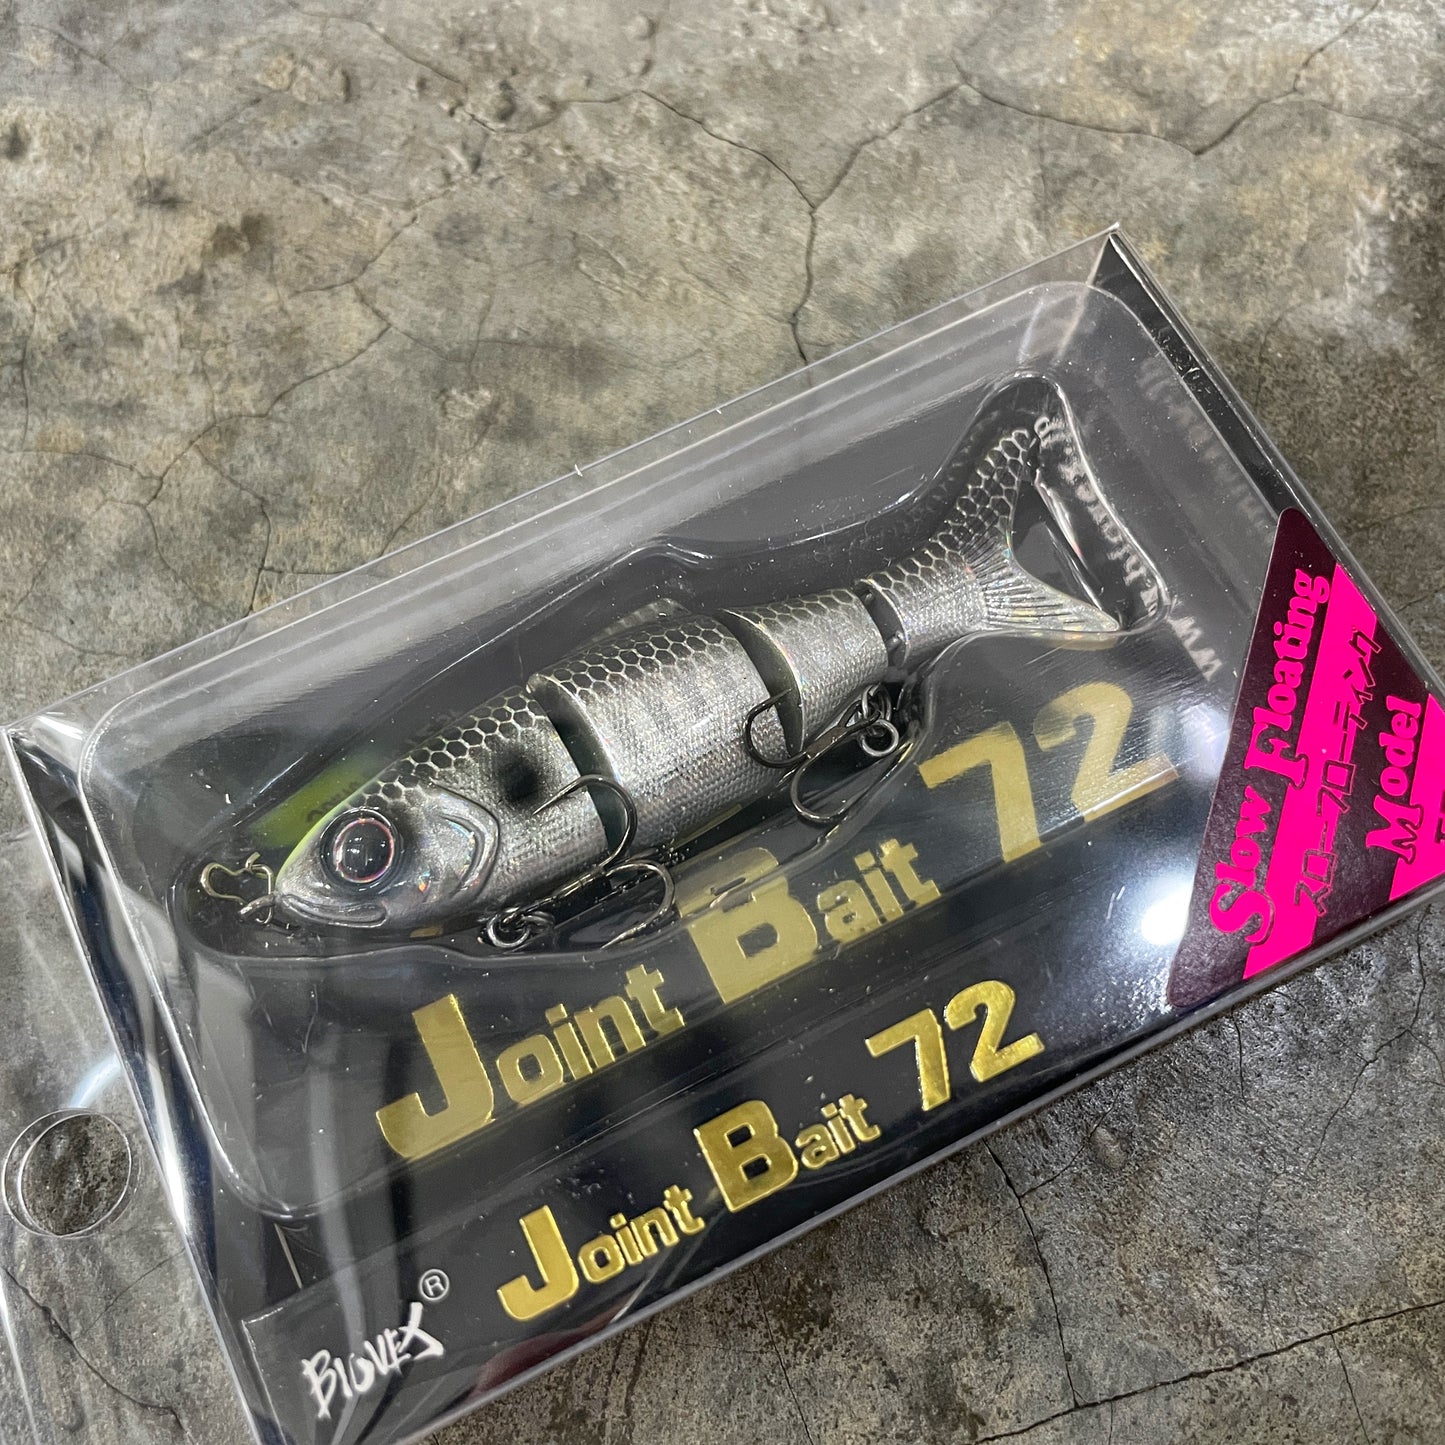 Slow Floating
スローフローティング
Model
Joint Bait 72
Joint Bait 72
BIOVEX®